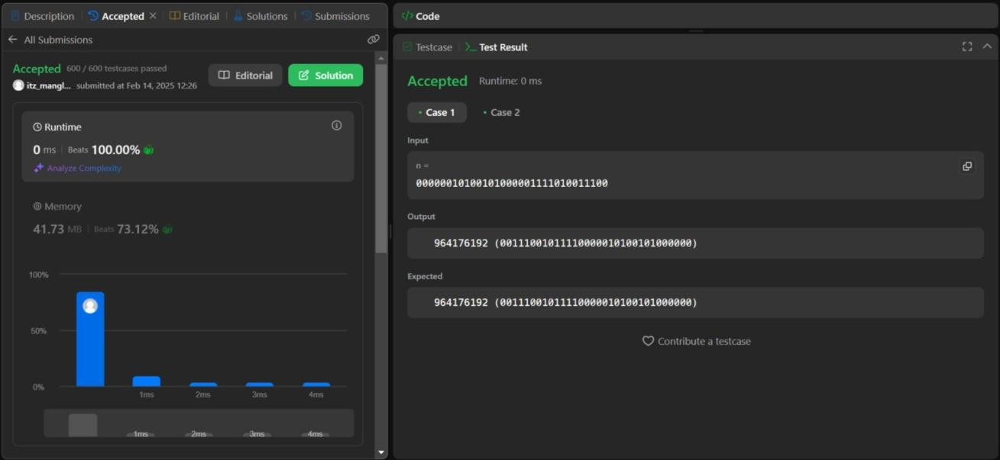 Description Accepted × Editorial Solutions Submissions
All Submissions
Accepted 600 / 600 testcases passed
itz_mangl... submitted at Feb 14, 2025 12:26
Editorial
Solution
Runtime
0 ms Beats 100.00%
Analyze Complexity
Memory
41.73 MB Beats 73.12%
100%
50%
0%
1ms 2ms 3ms 4ms
1ms 2ms 3ms 4ms
</> Code
Testcase >_ Test Result
Accepted Runtime: 0 ms
• Case 1 • Case 2
Input
n =
00000010100101000001111010011100
Output
964176192 (00111001011110000010100101000000)
Expected
964176192 (00111001011110000010100101000000)
Contribute a testcase